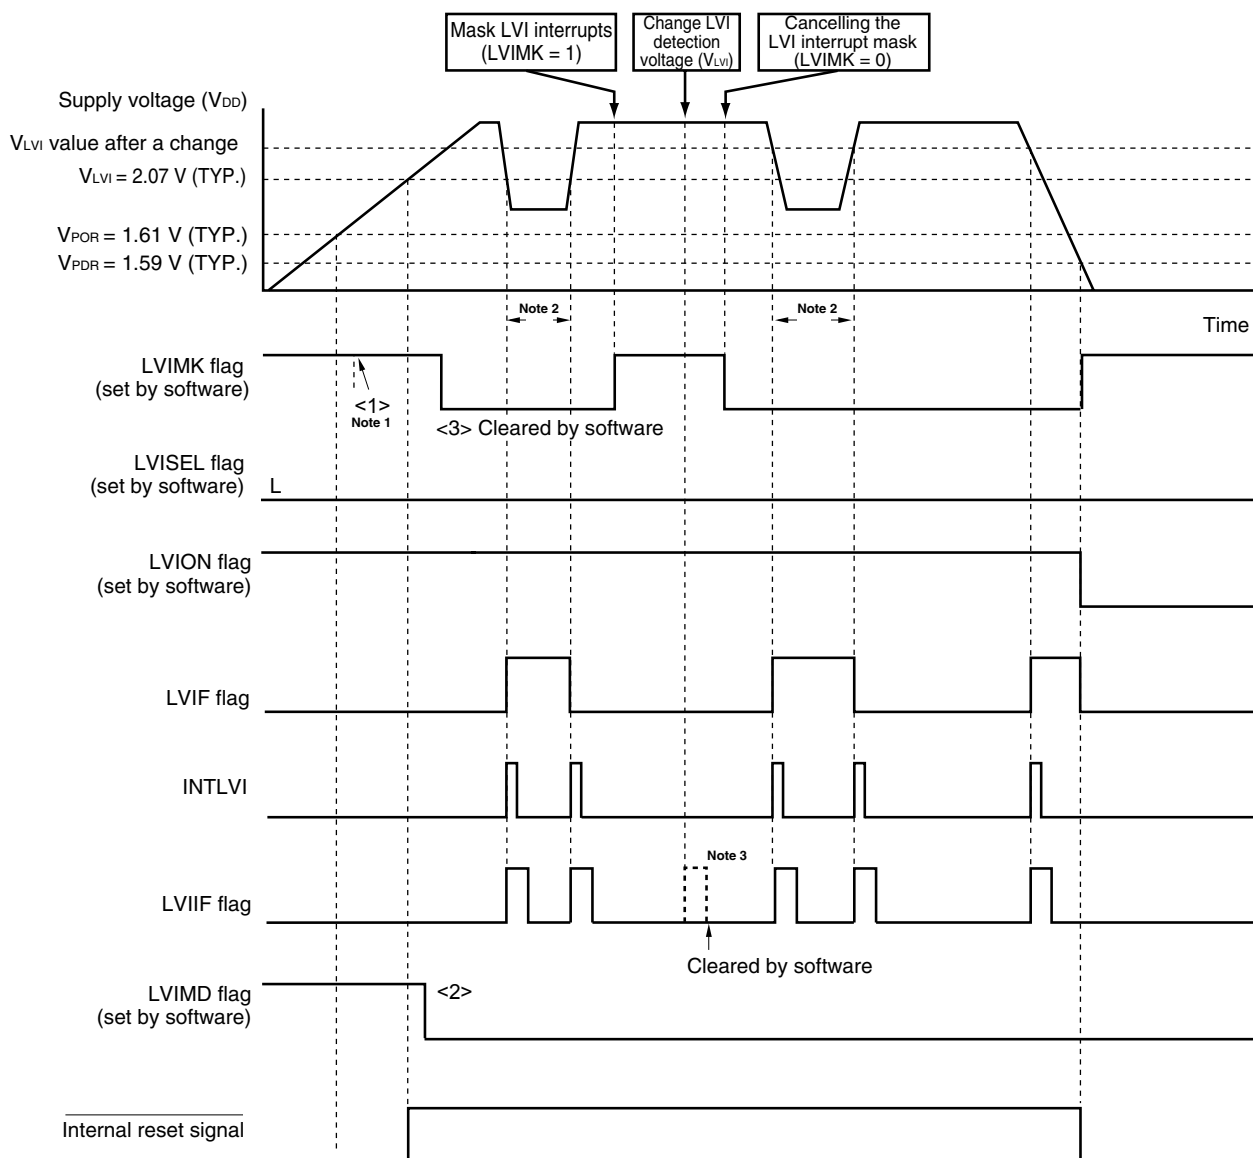 Mask LVI interrupts
(LVIMK = 1)
Change LVI
detection
voltage (VLVI)
Cancelling the
LVI interrupt mask
(LVIMK = 0)
Supply voltage (VDD)
VLVI value after a change
VLVI = 2.07 V (TYP.)
VPOR = 1.61 V (TYP.)
VPDR = 1.59 V (TYP.)
Note 2
Note 2
Time
LVIMK flag
(set by software)
<1>
Note 1
<3> Cleared by software
LVISEL flag
(set by software)
L
LVION flag
(set by software)
LVIF flag
INTLVI
Note 3
LVIIF flag
Cleared by software
LVIMD flag
(set by software)
<2>
Internal reset signal